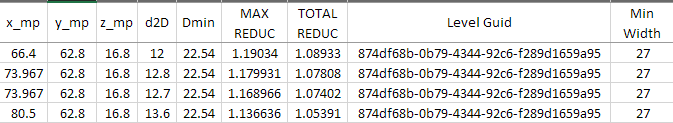 x_mp y_mp z_mp d2D Dmin MAX REDUC TOTAL REDUC Level Guid Min Width
66.4 62.8 16.8 12 22.54 1.19034 1.08933 874df68b-0b79-4344-92c6-f289d1659a95 27
73.967 62.8 16.8 12.8 22.54 1.179931 1.07808 874df68b-0b79-4344-92c6-f289d1659a95 27
73.967 62.8 16.8 12.7 22.54 1.168966 1.07402 874df68b-0b79-4344-92c6-f289d1659a95 27
80.5 62.8 16.8 13.6 22.54 1.136636 1.05391 874df68b-0b79-4344-92c6-f289d1659a95 27